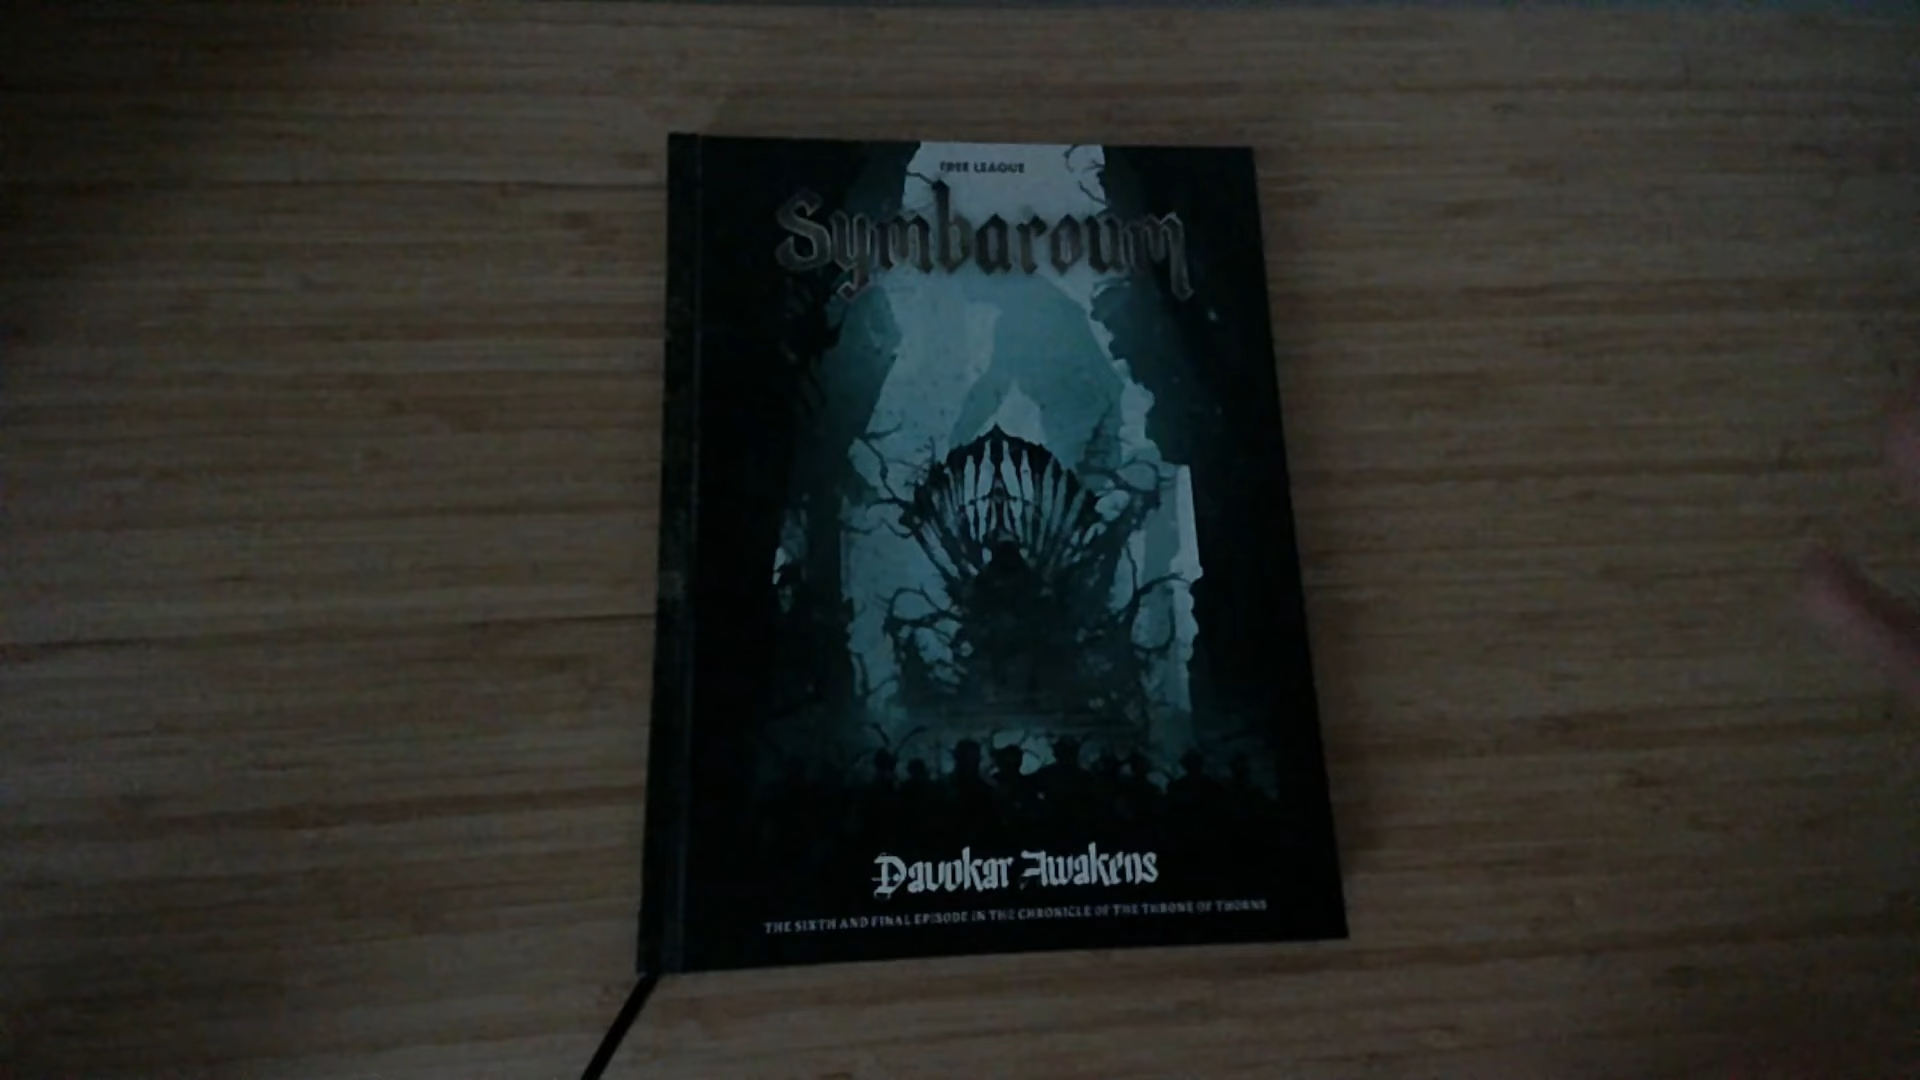 FREE LEAGUE
Symbaroum
Davokar Awakens
THE SIXTH AND FINAL EPISODE IN THE CHRONICLE OF THE THRONE OF THORNS